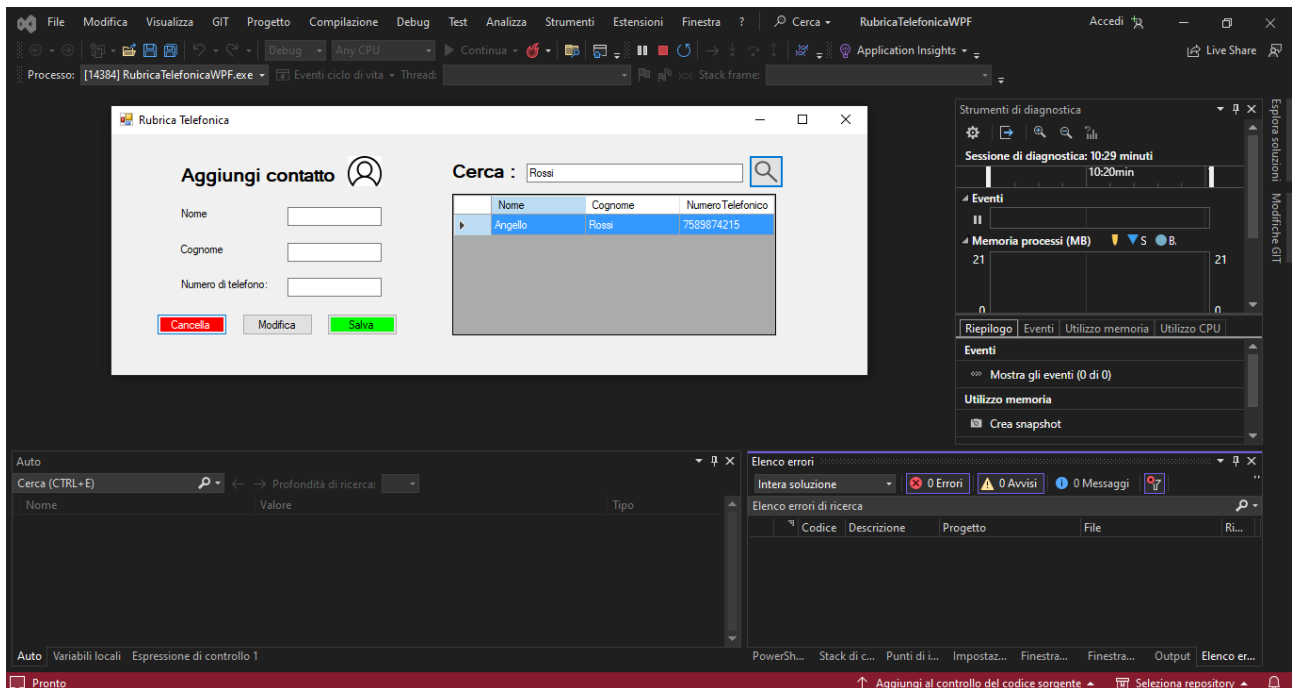 File Modifica Visualizza GIT Progetto Compilazione Debug Test Analizza Strumenti Estensioni Finestra ? Cerca RubricaTelefonicaWPF Accedi
Debug Any CPU Continua Application Insights Live Share
Processo: [14384] RubricaTelefonicaWPF.exe Eventi ciclo di vita Thread: Stack frame:
Rubrica Telefonica
Aggiungi contatto
Nome
Cognome
Numero di telefono:
Cancella Modifica Salva
Cerca : Rossi
Nome Cognome NumeroTelefonico
Angello Rossi 7589874215
Strumenti di diagnostica
Sessione di diagnostica: 10:29 minuti
10:20min
Eventi
Memoria processi (MB) S B.
21 21
0 0
Riepilogo Eventi Utilizzo memoria Utilizzo CPU
Eventi
Mostra gli eventi (0 di 0)
Utilizzo memoria
Crea snapshot
Esplora soluzioni
Modifiche GIT
Auto
Cerca (CTRL+E) Profondità di ricerca:
Nome Valore Tipo
Auto Variabili locali Espressione di controllo 1
Elenco errori
Intera soluzione 0 Errori 0 Avvisi 0 Messaggi
Elenco errori di ricerca
Codice Descrizione Progetto File Ri...
PowerSh... Stack di c... Punti di i... Impostaz... Finestra... Finestra... Output Elenco er...
Pronto Aggiungi al controllo del codice sorgente Seleziona repository